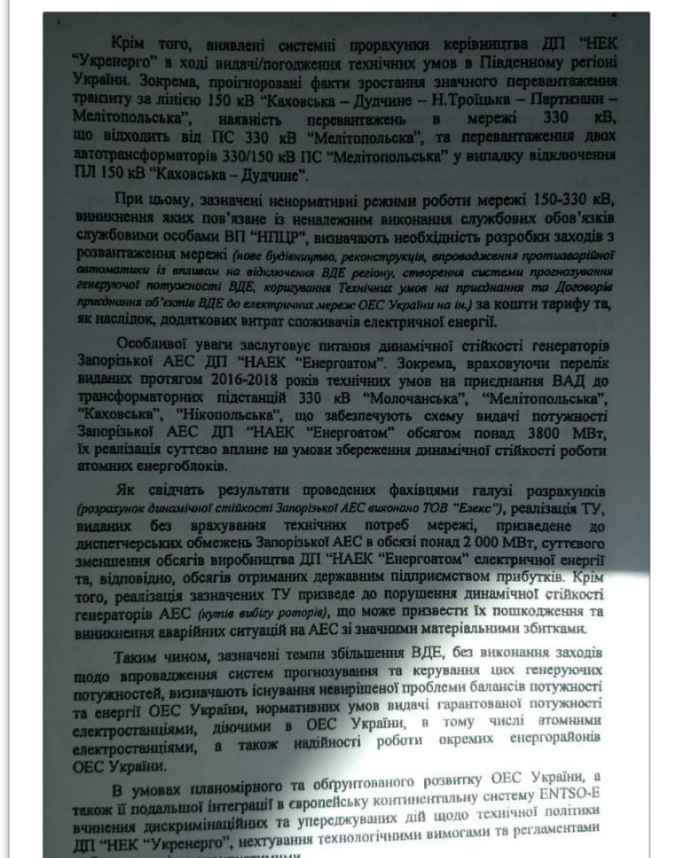 Крім того, виявлені системні прорахунки керівництва ДП “НЕК
“Укренерго” в ході видачі/погодження технічних умов в Південному регіоні
України. Зокрема, проігноровані факти зростання значного перевантаження
транзиту за лінією 150 кВ “Каховська – Дудчине – Н.Троїцька – Партизани –
Мелітопольська”, наявність перевантажень в мережі 330 кВ,
що відходить від ПС 330 кВ “Мелітопольска”, та перевантаження двох
автотрансформаторів 330/150 кВ ПС “Мелітопольська” у випадку відключення
ПЛ 150 кВ “Каховська – Дудчине”.
При цьому, зазначені ненормативні режими роботи мережі 150-330 кВ,
виникнення яких пов’язане із неналежним виконання службових обов’язків
службовими особами ВП “НПЦР”, визначають необхідність розробки заходів з
розвантаження мережі (нове будівництво, реконструкція, впровадження протиаварійної
автоматики із впливам на відключення ВДЕ регіону, створення системи прогнозування
генеруючої потужності ВДЕ, коригування Технічних умов на приєднання та Договорів
приєднання об’єктів ВДЕ до електричних мереж ОЕС України на ін.) за кошти тарифу та,
як наслідок, додаткових витрат споживачів електричної енергії.
Особливої уваги заслуговує питання динамічної стійкості генераторів
Запорізької АЕС ДП “НАЕК “Енергоатом”. Зокрема, враховуючи перелік
виданих протягом 2016-2018 років технічних умов на приєднання ВАД до
трансформаторних підстанцій 330 кВ “Молочанська”, “Мелітопольська”,
“Каховська”, “Нікопольська”, що забезпечують схему видачі потужності
Запорізької АЕС ДП “НАЕК “Енергоатом” обсягом понад 3800 МВт,
їх реалізація суттєво вплине на умови збереження динамічної стійкості роботи
атомних енергоблоків.
Як свідчать результати проведених фахівцями галузі розрахунків
(розрахунок динамічної стійкості Запорізької АЕС виконано ТОВ “Елекс”), реалізація ТУ,
виданих без врахування технічних потреб мережі, призведене до
диспетчерських обмежень Запорізької АЕС в обсязі понад 2 000 МВт, суттєвого
зменшення обсягів виробництва ДП “НАЕК “Енергоатом” електричної енергії
та, відповідно, обсягів отриманих державним підприємством прибутків. Крім
того, реалізація зазначених ТУ призведе до порушення динамічної стійкості
генераторів АЕС (кутів вибігу роторів), що може призвести їх пошкодження та
виникнення аварійних ситуацій на АЕС зі значними матеріальними збитками.
Таким чином, зазначені темпи збільшення ВДЕ, без виконання заходів
щодо впровадження систем прогнозування та керування цих генеруючих
потужностей, визначають існування невирішеної проблеми балансів потужності
та енергії ОЕС України, нормативних умов видачі гарантованої потужності
електростанціями, діючими в ОЕС України, в тому числі атомними
електростанціями, а також надійності роботи окремих енергорайонів
ОЕС України.
В умовах планомірного та обґрунтованого розвитку ОЕС України, а
також її подальшої інтеграції в європейську континентальну систему ENTSO-E
вчинення дискримінаційних та упереджуваних дій щодо технічної політики
ДП “НЕК “Укренерго”, нехтування технологічними вимогами та регламентами